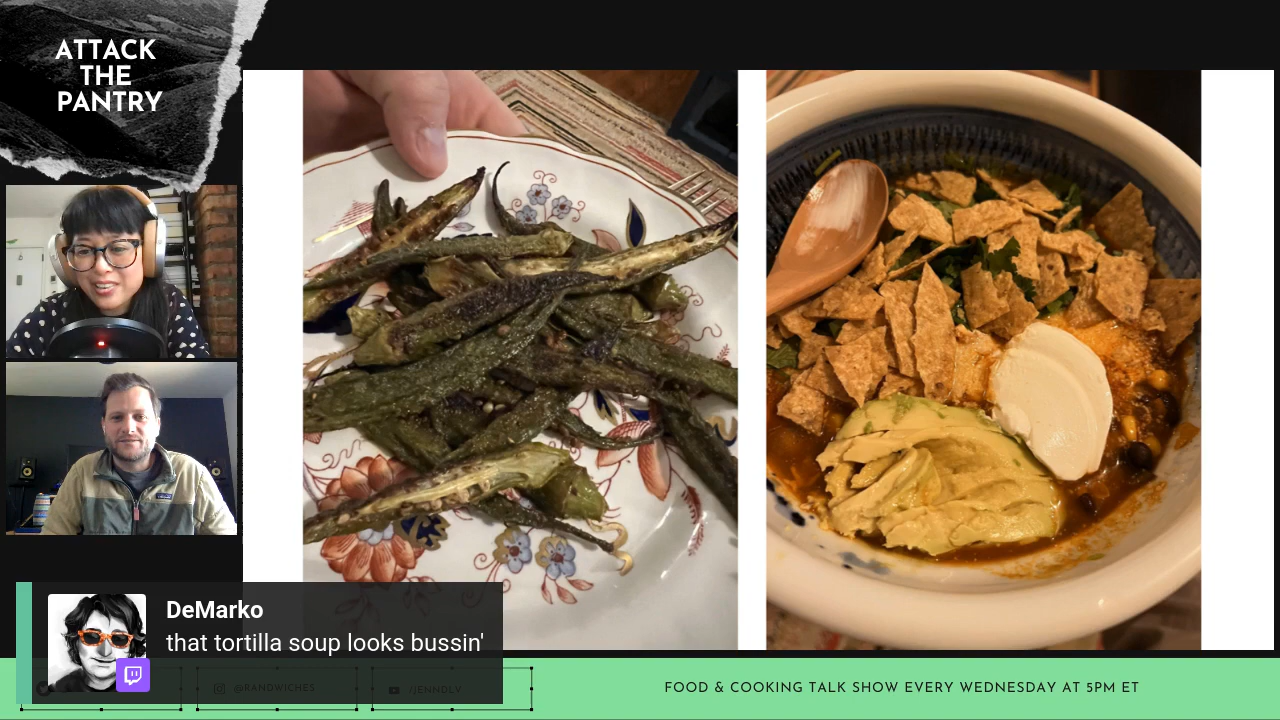 ATTACK
THE
PANTRY
DeMarko
that tortilla soup looks bussin'
@RANDWICHES
/JENNDLV
FOOD & COOKING TALK SHOW EVERY WEDNESDAY AT 5PM ET